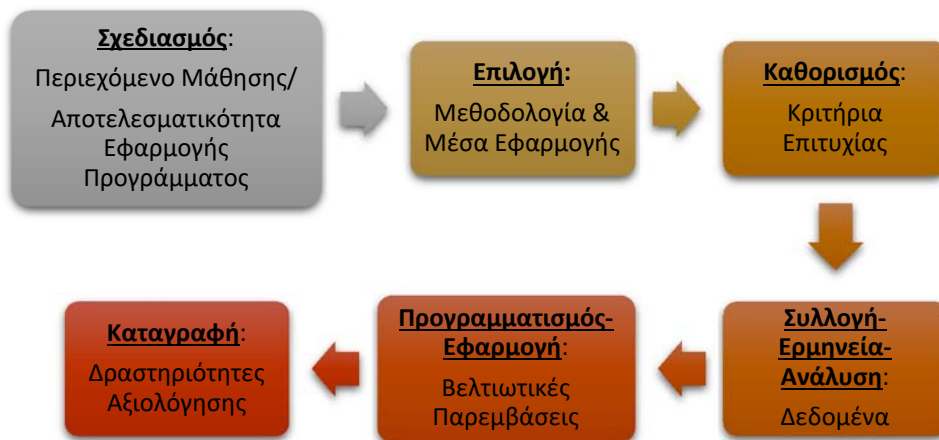 Σχεδιασμός:
Περιεχόμενο Μάθησης/
Αποτελεσματικότητα
Εφαρμογής
Προγράμματος
Επιλογή:
Μεθοδολογία &
Μέσα Εφαρμογής
Καθορισμός:
Κριτήρια
Επιτυχίας
Συλλογή-
Ερμηνεία-
Ανάλυση:
Δεδομένα
Προγραμματισμός-
Εφαρμογή:
Βελτιωτικές
Παρεμβάσεις
Καταγραφή:
Δραστηριότητες
Αξιολόγησης